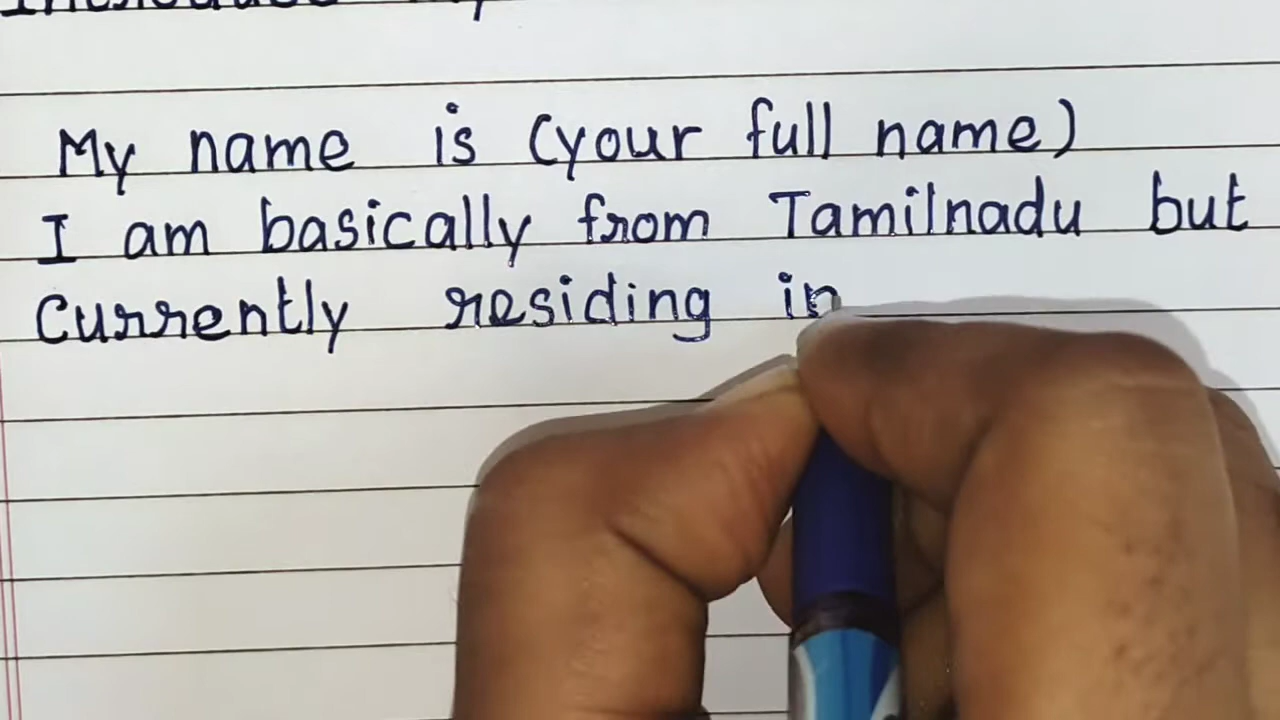 My name is (your full name)
I am basically from Tamilnadu but
Currently residing in